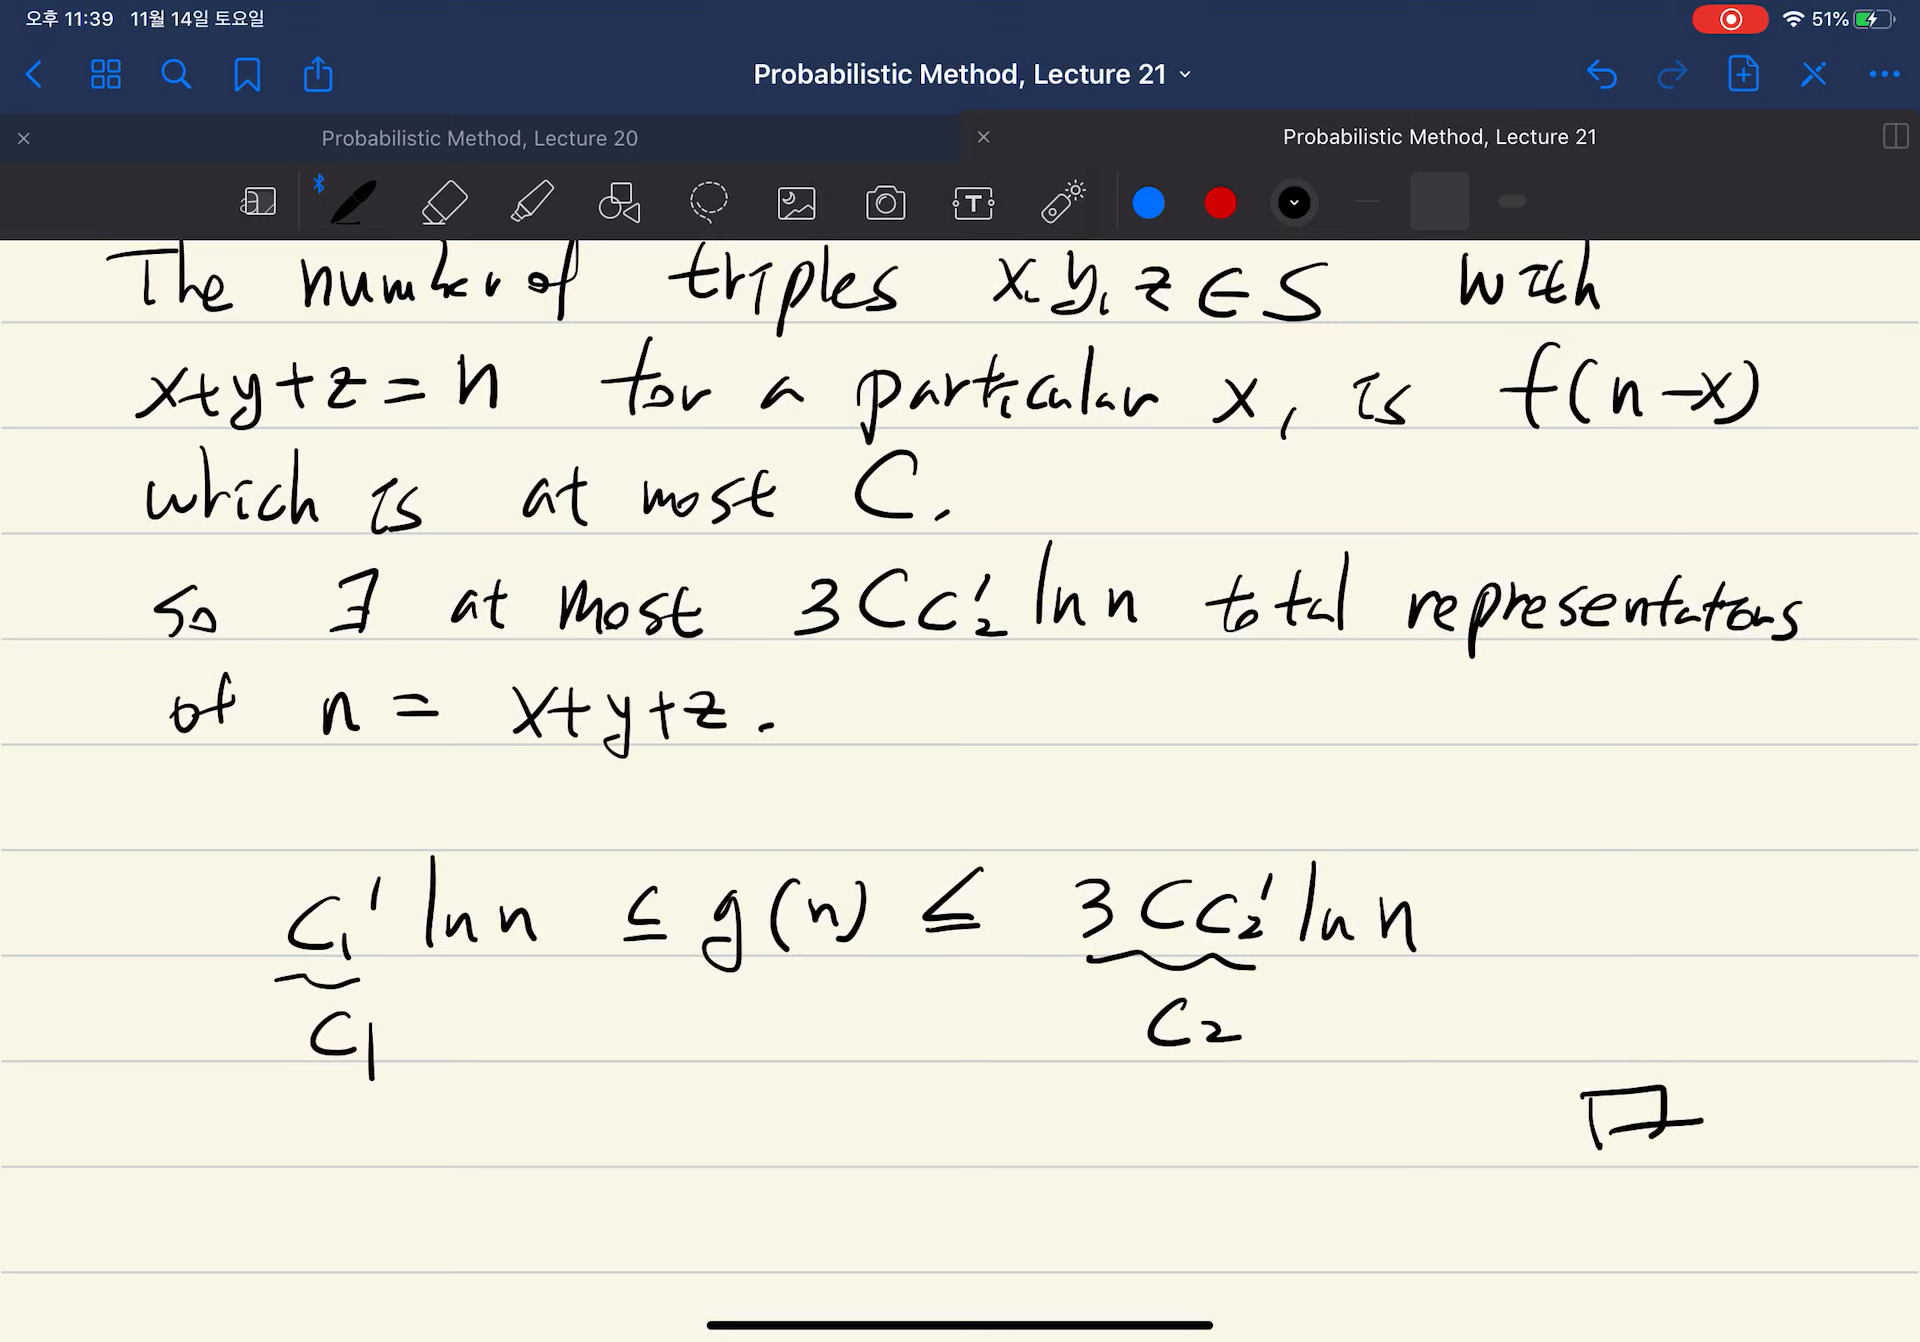 오후 11:39 11월 14일 토요일
51%
Probabilistic Method, Lecture 21
Probabilistic Method, Lecture 20
Probabilistic Method, Lecture 21
The number of triples x, y, z ∈ S with
x+y+z = n for a particular x, is f(n-x)
which is at most C.
so ∃ at most 3CC₂' ln n total representations
of n = x+y+z.
C₁' ln n ≤ g(n) ≤ 3CC₂' ln n
C₁ C₂